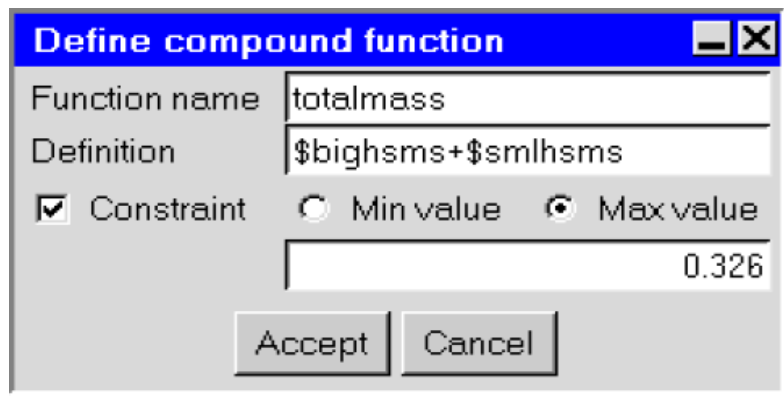 Define compound function
Function name totalmass
Definition $bighsms+$smlhsms
Constraint Min value Max value
0.326
Accept Cancel